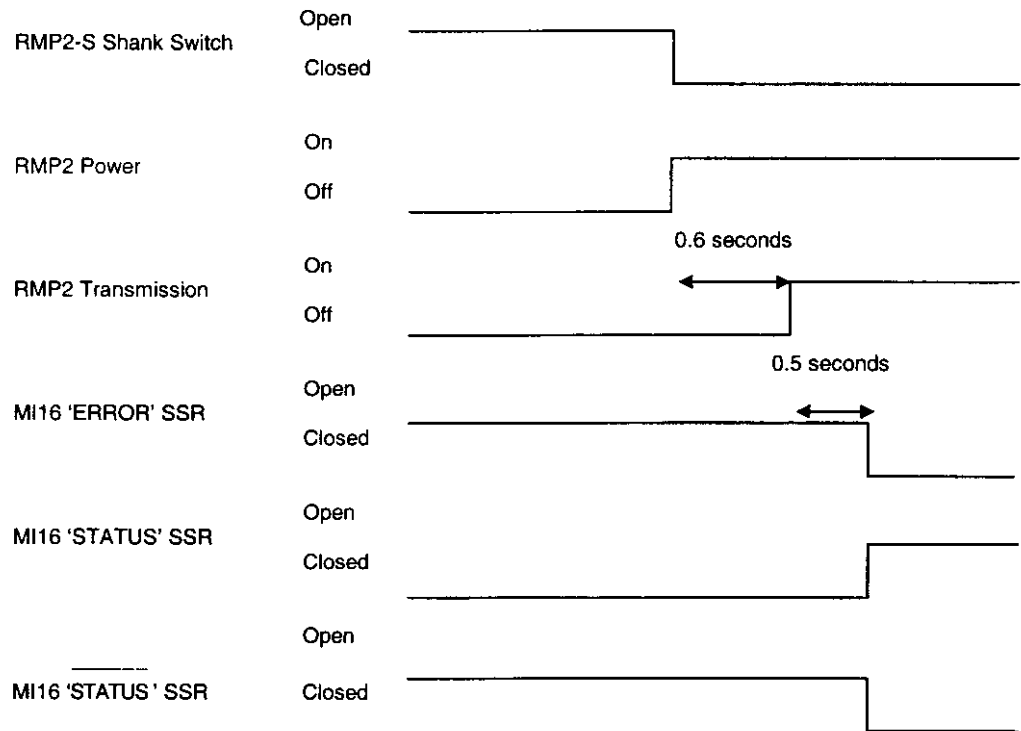 Open
RMP2-S Shank Switch
Closed
On
RMP2 Power
Off
0.6 seconds
On
RMP2 Transmission
Off
0.5 seconds
Open
MI16 ‘ERROR’ SSR
Closed
Open
MI16 ‘STATUS’ SSR
Closed
Open
MI16 ‘STATUS’ SSR
Closed